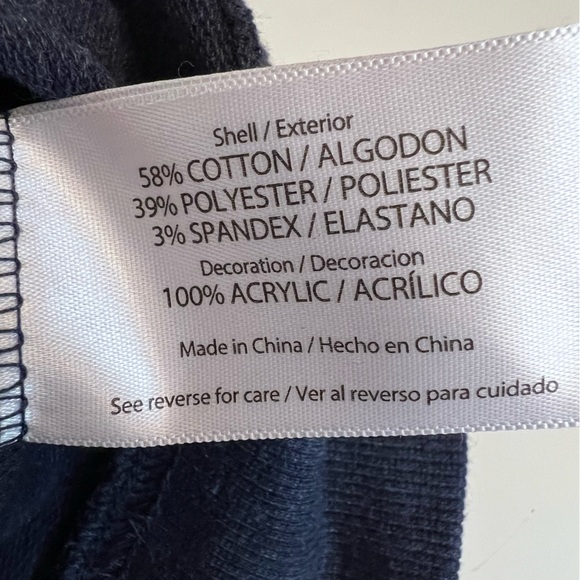 Shell / Exterior
58% COTTON / ALGODON
39% POLYESTER / POLIESTER
3% SPANDEX / ELASTANO
Decoration / Decoracion
100% ACRYLIC / ACRÍLICO
Made in China / Hecho en China
See reverse for care / Ver al reverso para cuidado